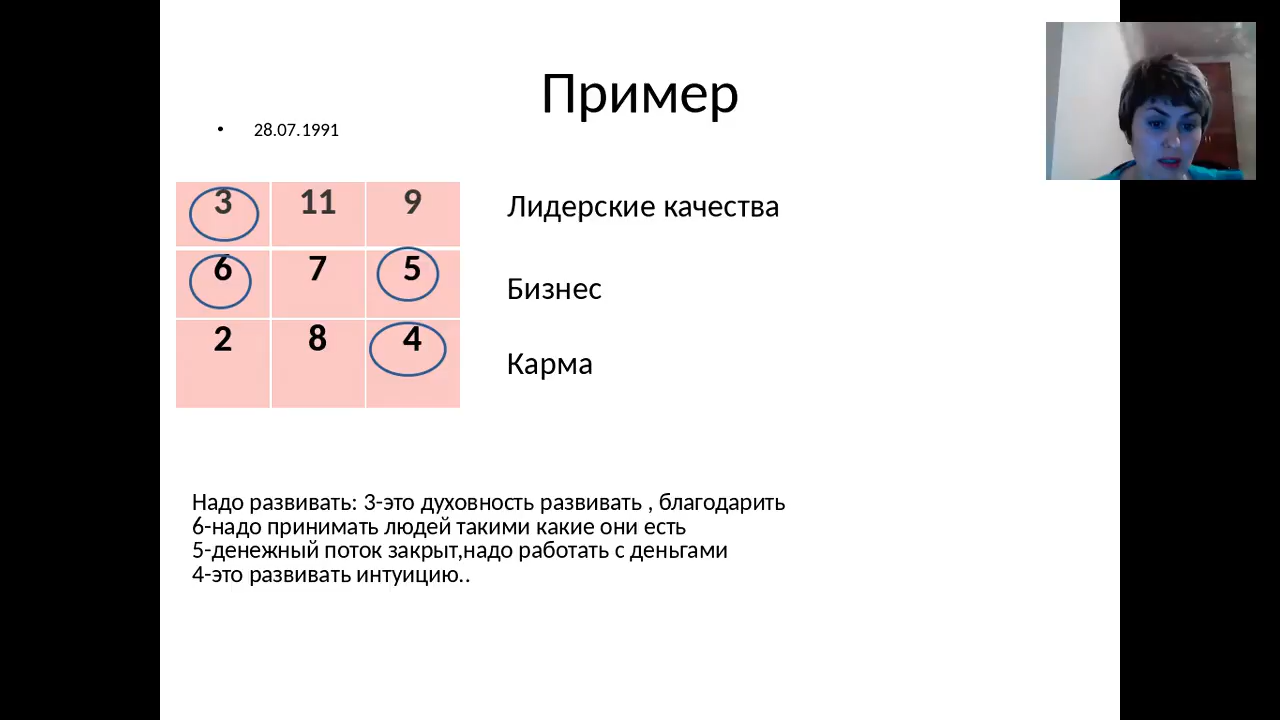 Пример
• 28.07.1991
3 11 9
Лидерские качества
6 7 5
Бизнес
2 8 4
Карма
Надо развивать: 3-это духовность развивать , благодарить
6-надо принимать людей такими какие они есть
5-денежный поток закрыт,надо работать с деньгами
4-это развивать интуицию..